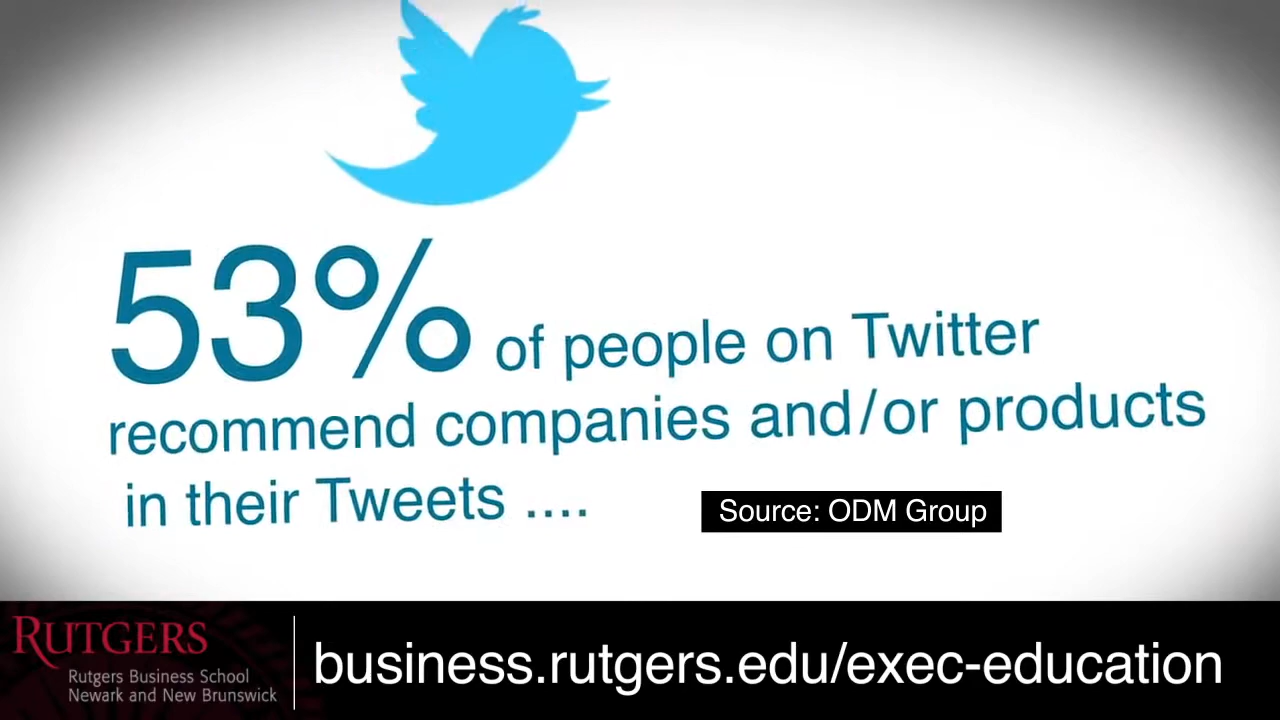 53% of people on Twitter
recommend companies and/or products
in their Tweets ....
Source: ODM Group
RUTGERS
Rutgers Business School
Newark and New Brunswick
business.rutgers.edu/exec-education